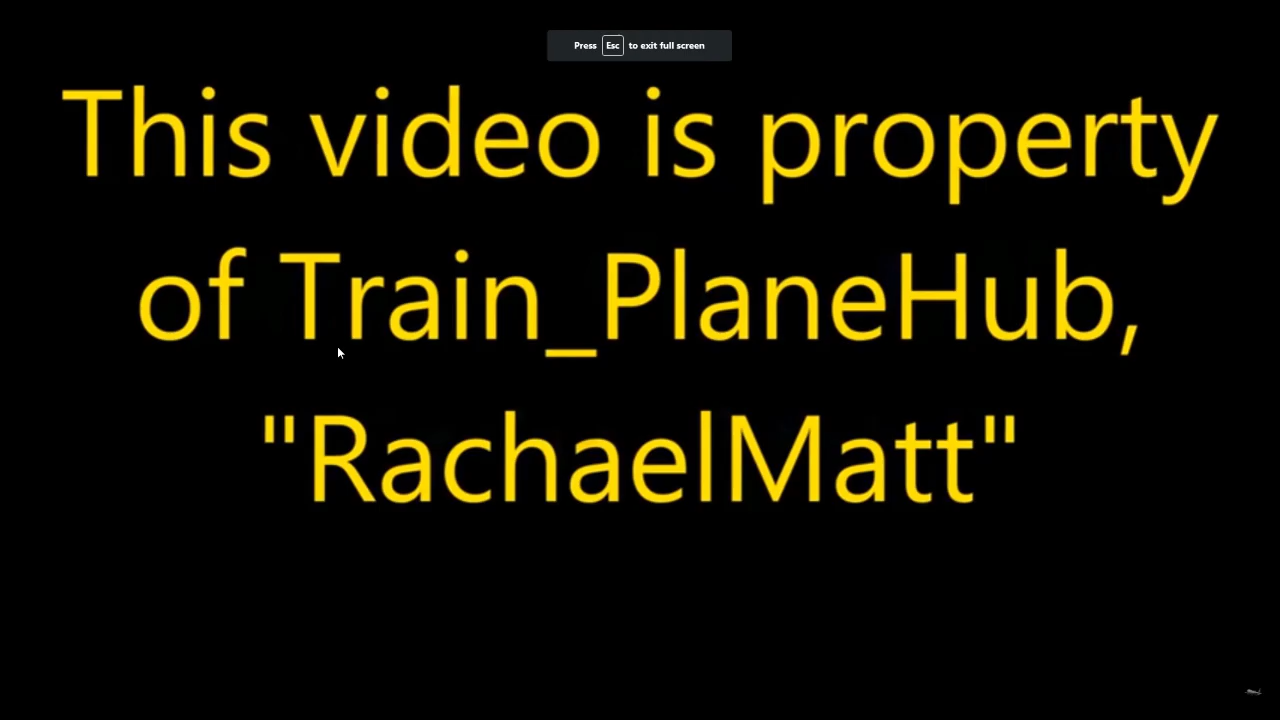 Press Esc to exit full screen
This video is property
of Train_PlaneHub,
"RachaelMatt"